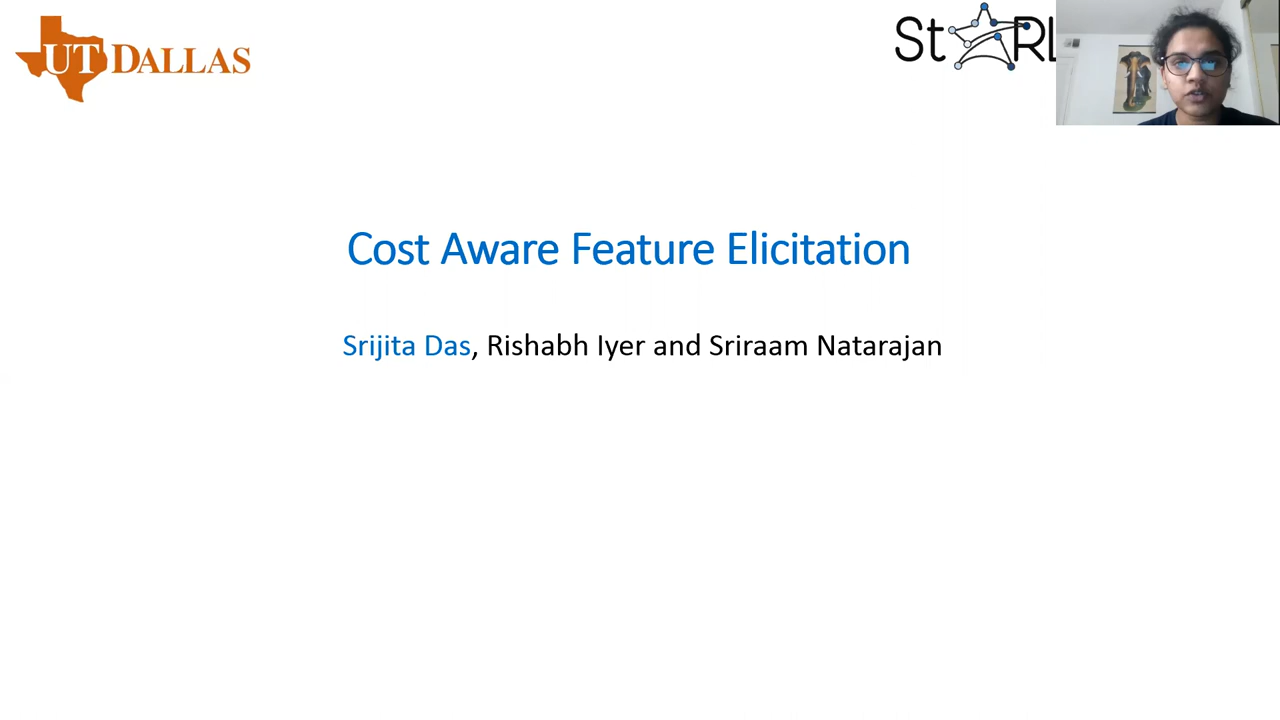 UT DALLAS
St RL
Cost Aware Feature Elicitation
Srijita Das, Rishabh Iyer and Sriraam Natarajan